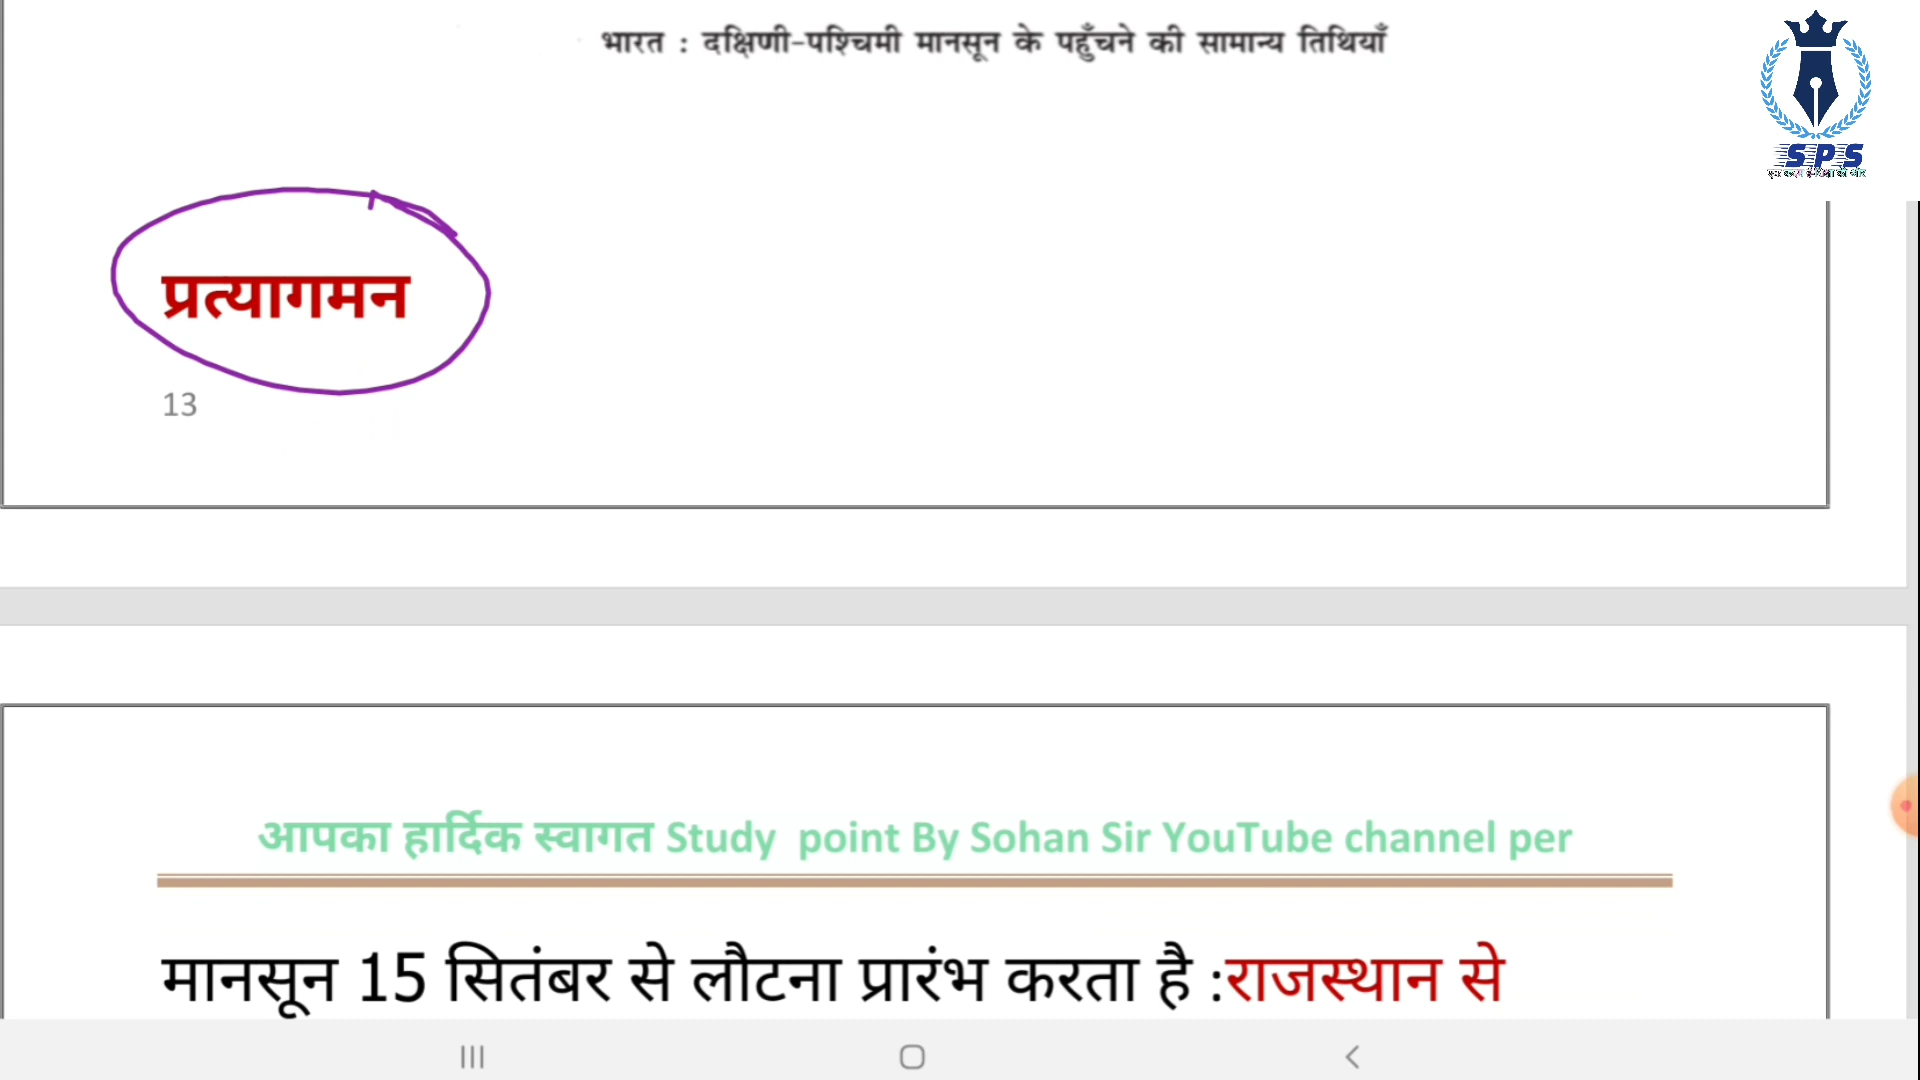 भारत : दक्षिणी-पश्चिमी मानसून के पहुँचने की सामान्य तिथियाँ
SPS
प्रत्यागमन
13
आपका हार्दिक स्वागत Study point By Sohan Sir YouTube channel per
मानसून 15 सितंबर से लौटना प्रारंभ करता है :राजस्थान से